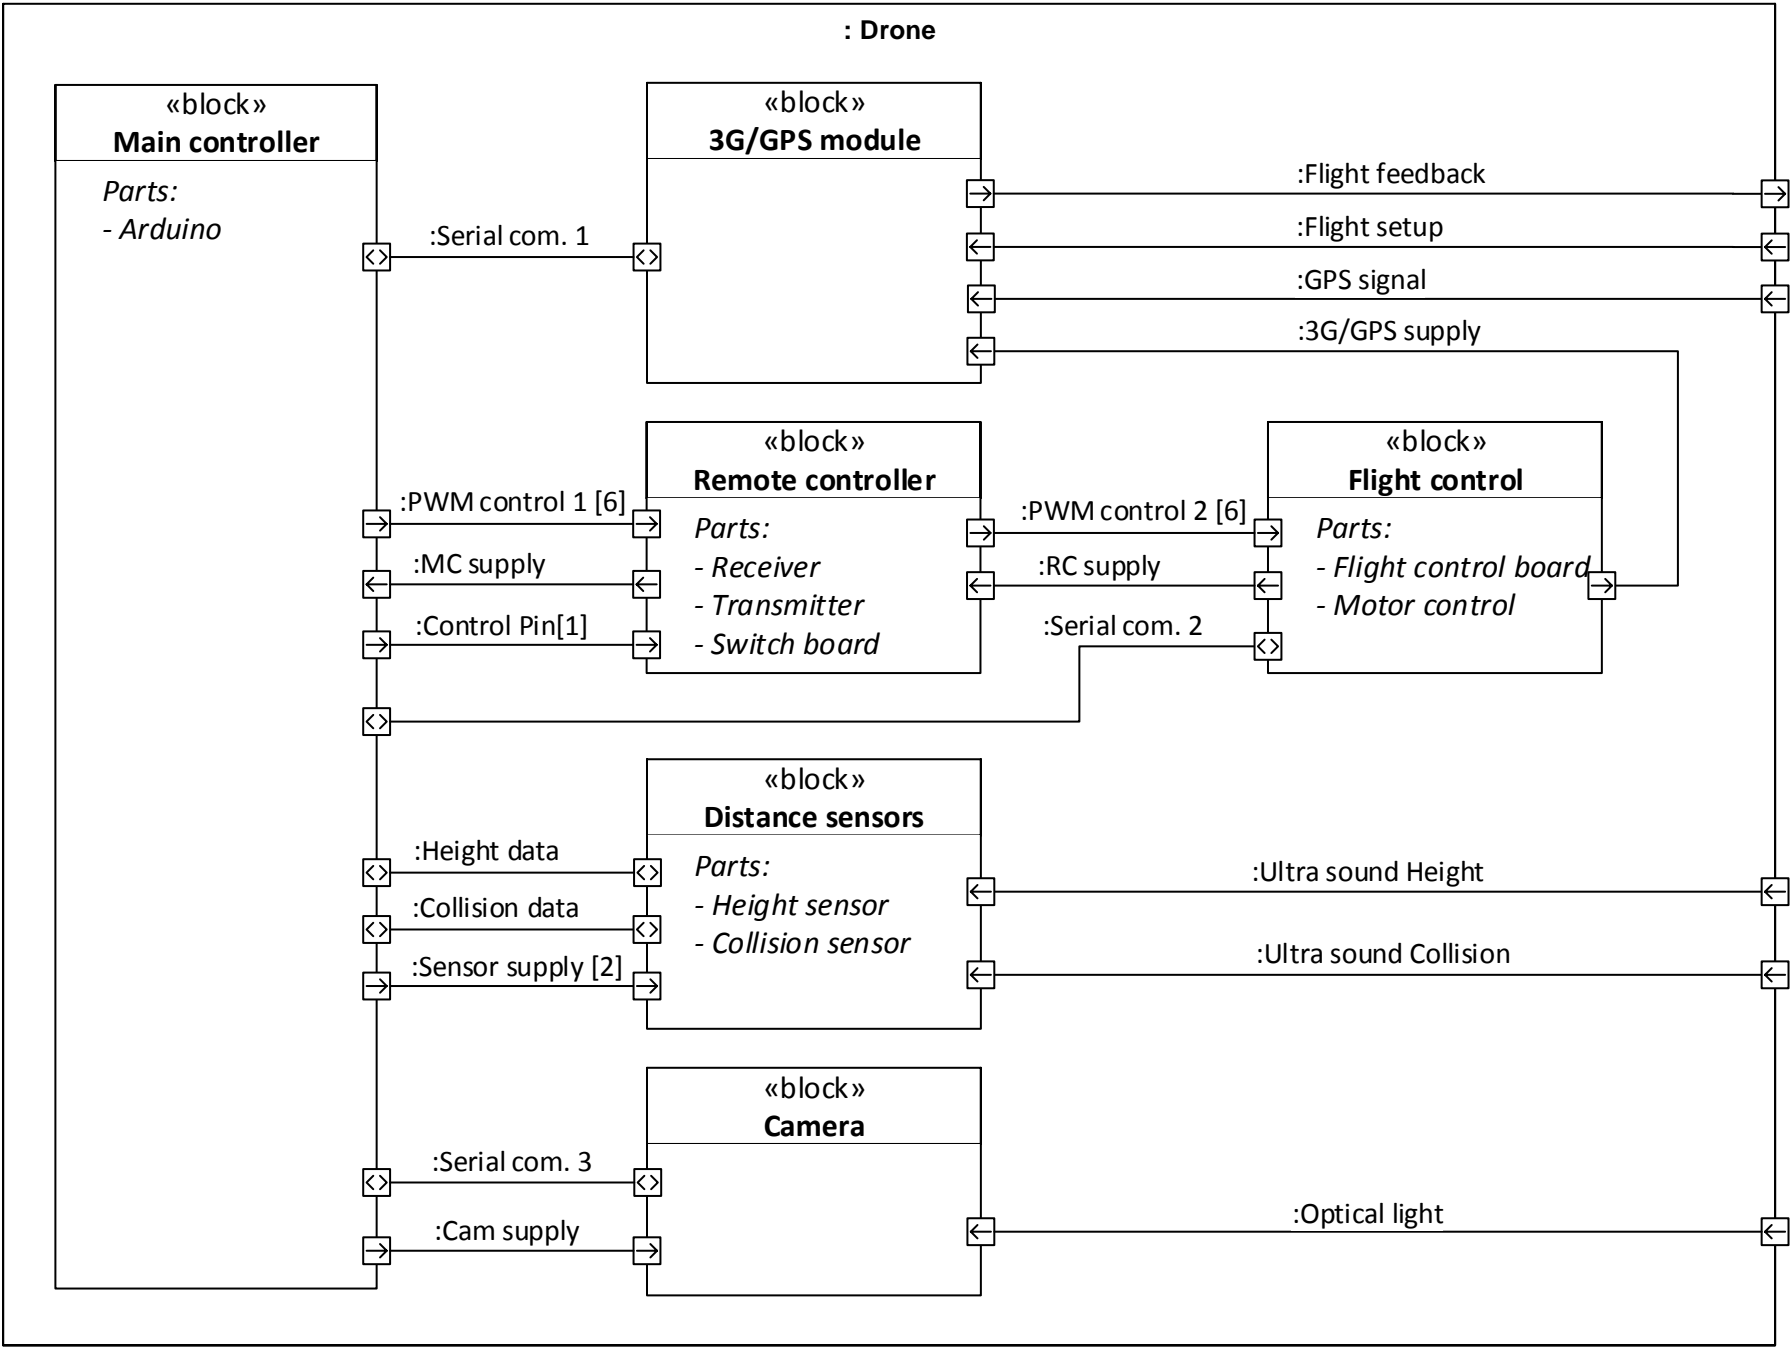 : Drone
«block»
Main controller
Parts:
- Arduino
«block»
3G/GPS module
:Serial com. 1
:Flight feedback
:Flight setup
:GPS signal
:3G/GPS supply
«block»
Remote controller
Parts:
- Receiver
- Transmitter
- Switch board
:PWM control 1 [6]
:MC supply
:Control Pin[1]
:PWM control 2 [6]
:RC supply
:Serial com. 2
«block»
Flight control
Parts:
- Flight control board
- Motor control
«block»
Distance sensors
Parts:
- Height sensor
- Collision sensor
:Height data
:Collision data
:Sensor supply [2]
:Ultra sound Height
:Ultra sound Collision
«block»
Camera
:Serial com. 3
:Cam supply
:Optical light